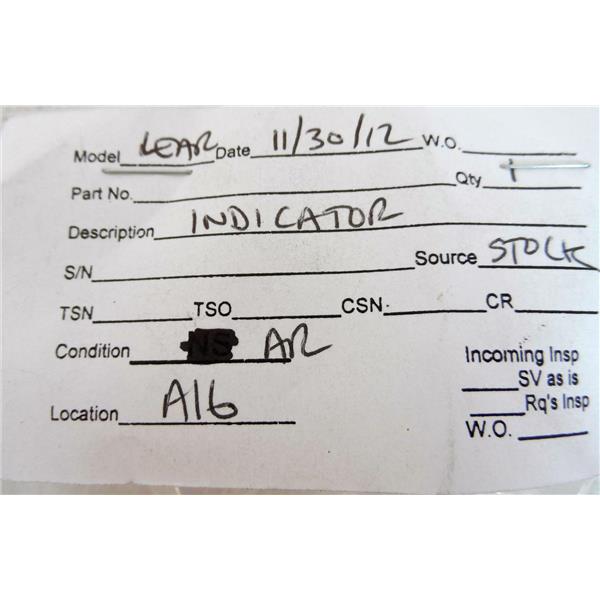 Model LEAR Date 11/30/12 W.O.
Part No. Qty 1
Description INDICATOR
S/N Source STOCK
TSN TSO CSN CR
Condition NS AR
Location A16
Incoming Insp
SV as is
Rq's Insp
W.O.